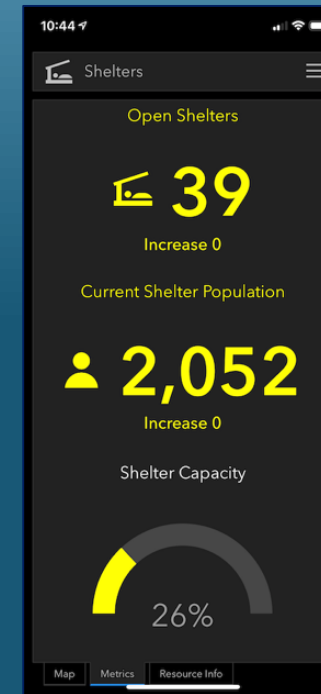 10:44
Shelters
Open Shelters
39
Increase 0
Current Shelter Population
2,052
Increase 0
Shelter Capacity
26%
Map Metrics Resource Info